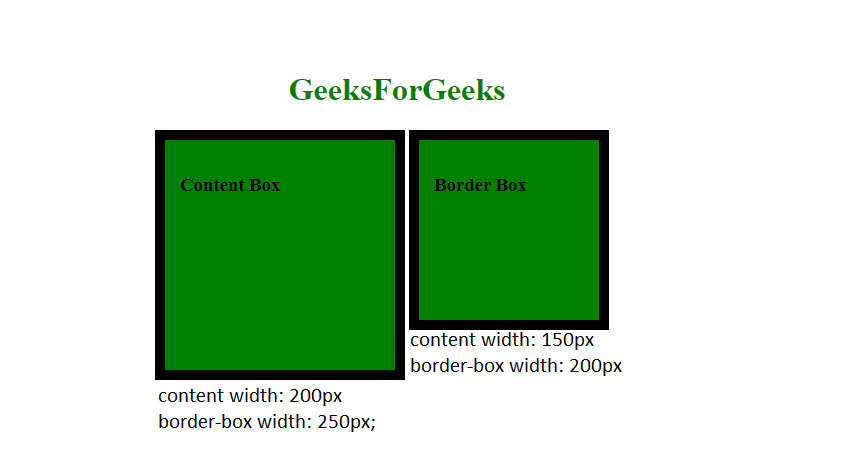 GeeksForGeeks
Content Box
Border Box
content width: 150px
border-box width: 200px
content width: 200px
border-box width: 250px;